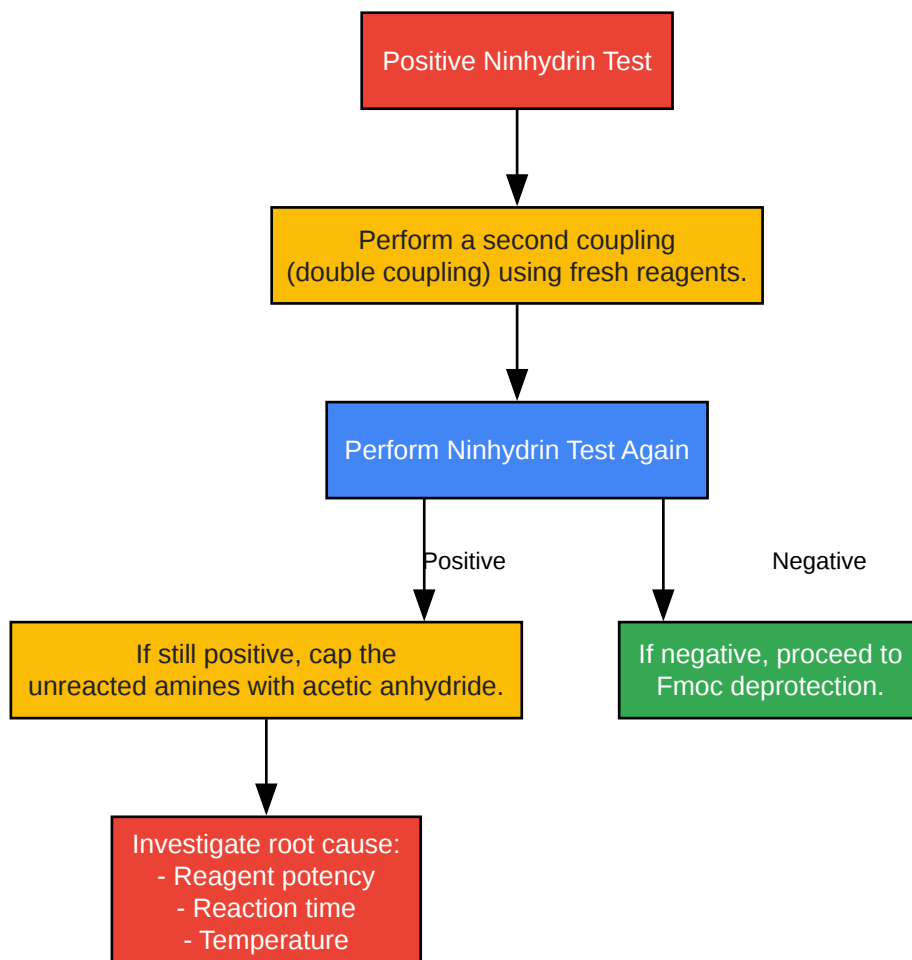 Positive Ninhydrin Test
Perform a second coupling
(double coupling) using fresh reagents.
Perform Ninhydrin Test Again
Positive
Negative
If still positive, cap the
unreacted amines with acetic anhydride.
If negative, proceed to
Fmoc deprotection.
Investigate root cause:
- Reagent potency
- Reaction time
- Temperature